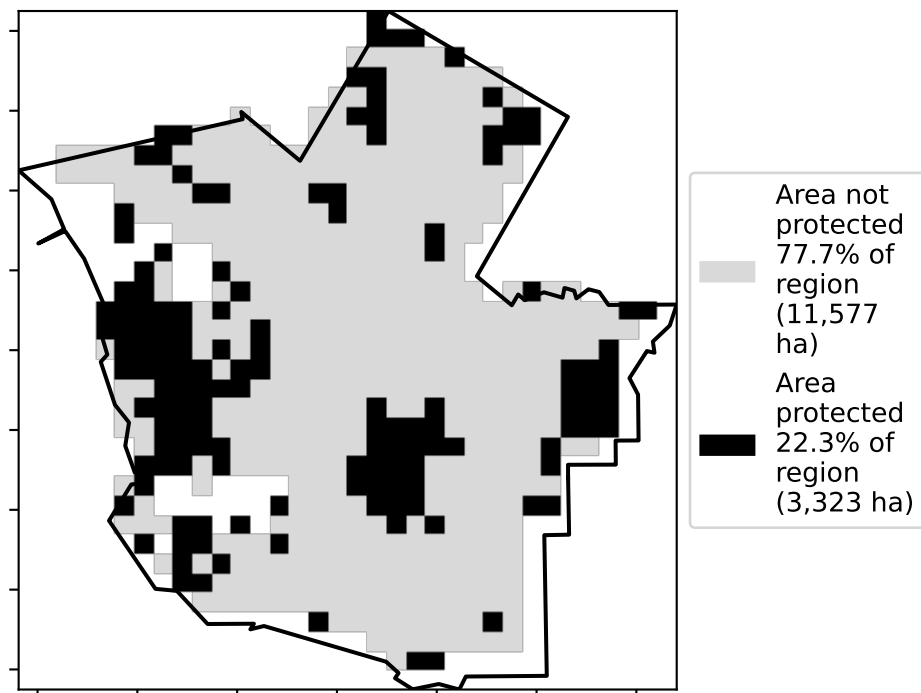 Area not
protected
77.7% of
region
(11,577
ha)
Area
protected
22.3% of
region
(3,323 ha)